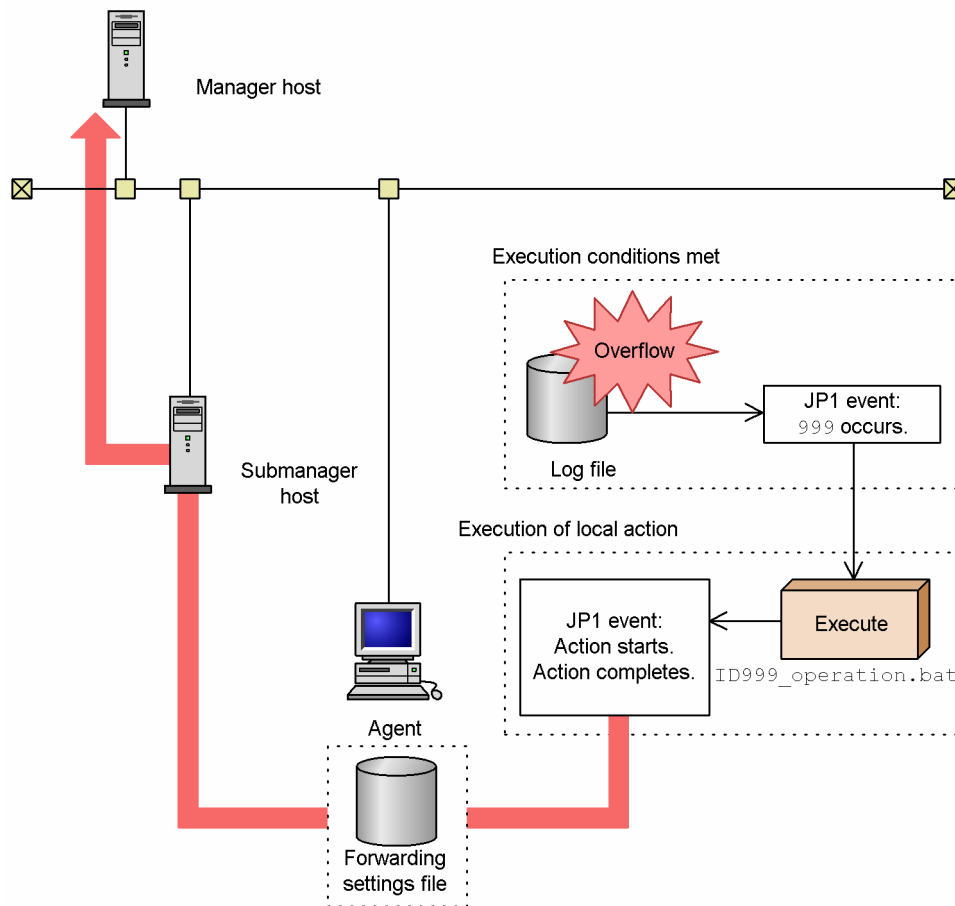 Manager host
Execution conditions met
Overflow
JP1 event:
999 occurs.
Log file
Submanager
host
Execution of local action
JP1 event:
Action starts.
Action completes.
Execute
ID999_operation.bat
Agent
Forwarding
settings file